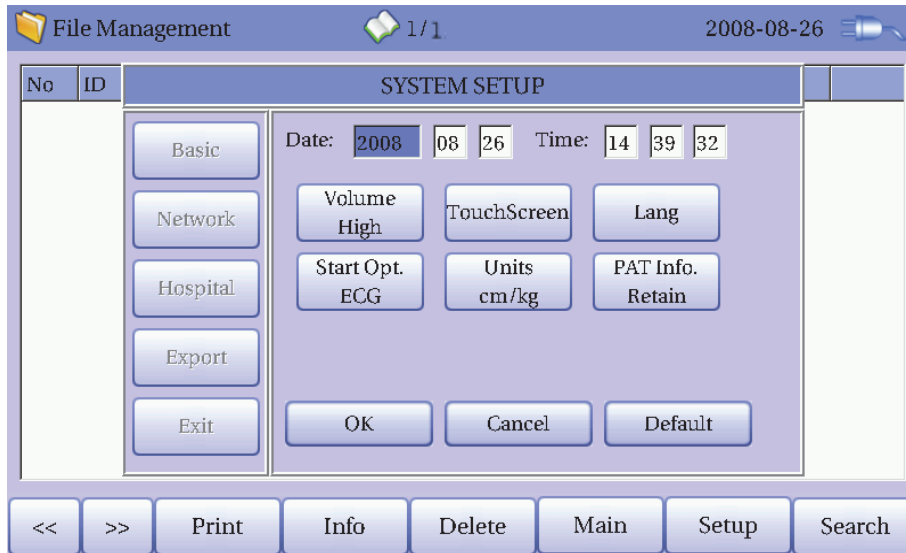 File Management 1/1 2008-08-26
No ID
SYSTEM SETUP
Basic
Network
Hospital
Export
Exit
Date: 2008 08 26 Time: 14 39 32
Volume
High
TouchScreen
Lang
Start Opt.
ECG
Units
cm/kg
PAT Info.
Retain
OK Cancel Default
<< >> Print Info Delete Main Setup Search